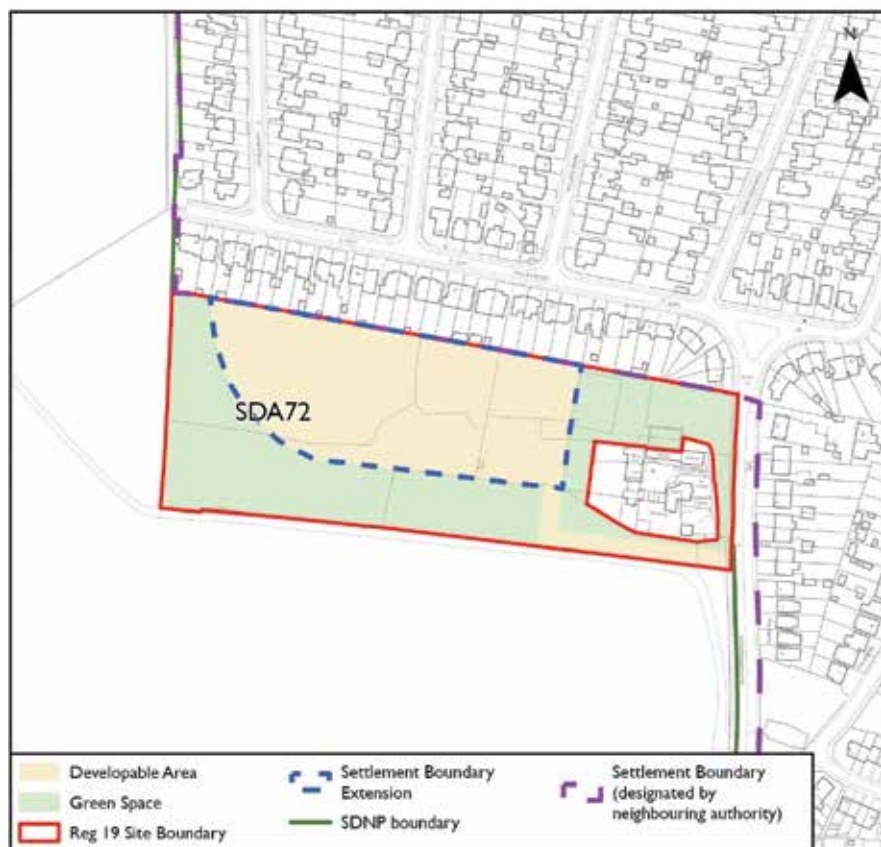 N
SDA72
Developable Area
Green Space
Reg 19 Site Boundary
Settlement Boundary
Extension
SDNP boundary
Settlement Boundary
(designated by
neighbouring authority)